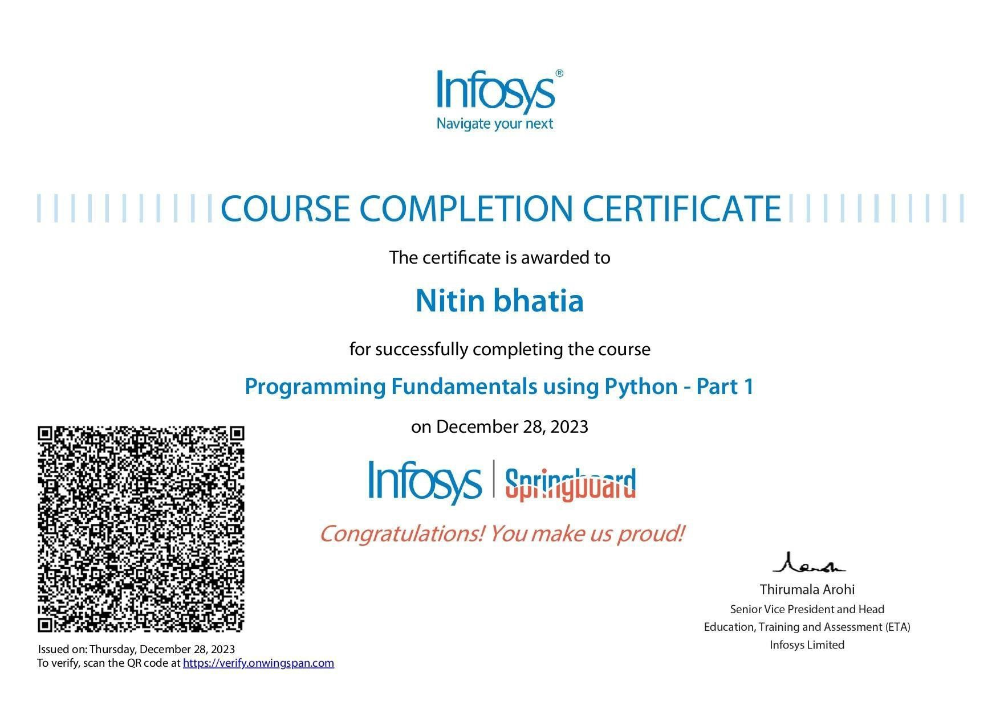 Infosys®
Navigate your next
COURSE COMPLETION CERTIFICATE
The certificate is awarded to
Nitin bhatia
for successfully completing the course
Programming Fundamentals using Python - Part 1
on December 28, 2023
Infosys | Springboard
Congratulations! You make us proud!
Thirumala Arohi
Senior Vice President and Head
Education, Training and Assessment (ETA)
Infosys Limited
Issued on: Thursday, December 28, 2023
To verify, scan the QR code at https://verify.onwingspan.com